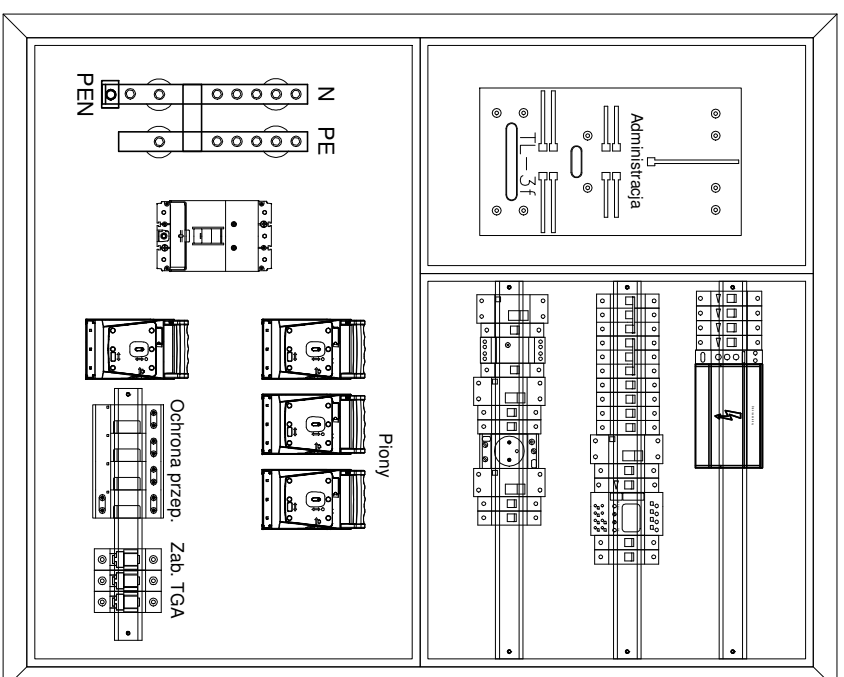 N
PE
PEN
Administracja
TL-3f
Piony
Ochrona przep.
Zab. TGA